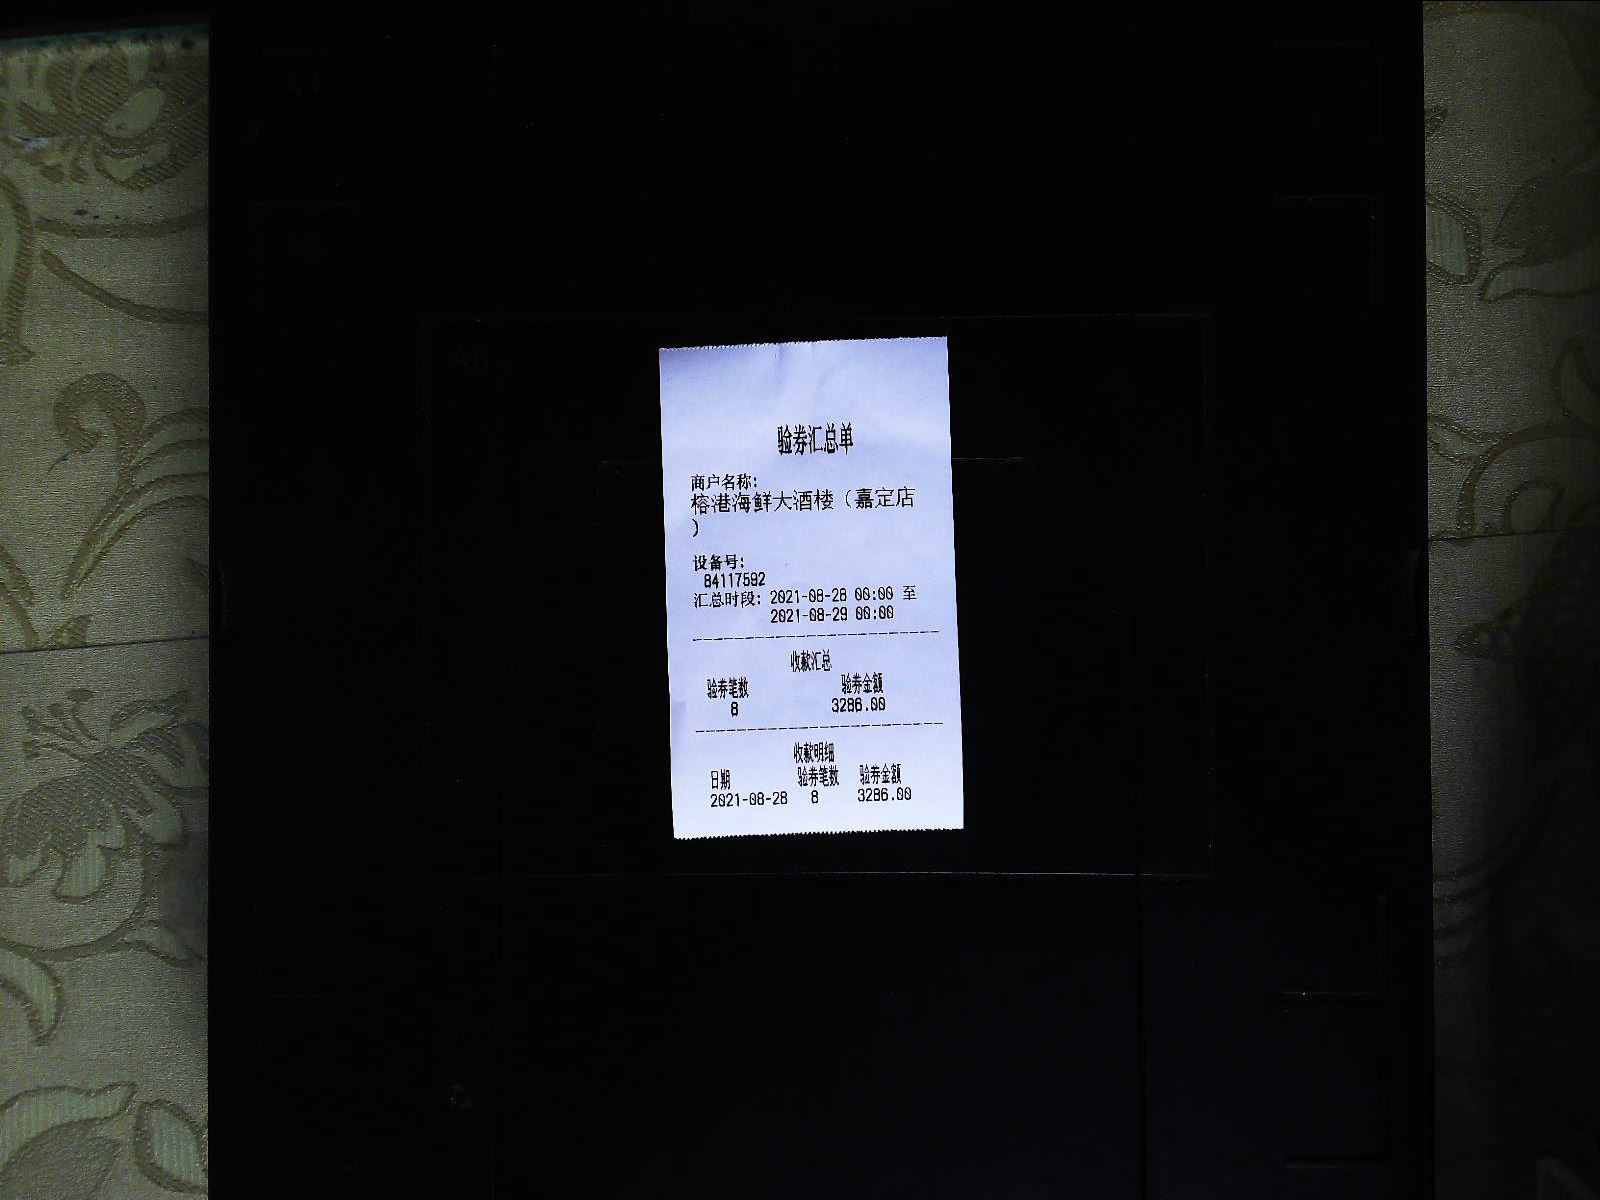 验券汇总单
商户名称:
榕港海鲜大酒楼（嘉定店
）
设备号:
84117592
汇总时段: 2021-08-28 00:00 至
2021-08-29 00:00
收款汇总
验券笔数 验券金额
8 3286.00
收款明细
日期 验券笔数 验券金额
2021-08-28 8 3286.00